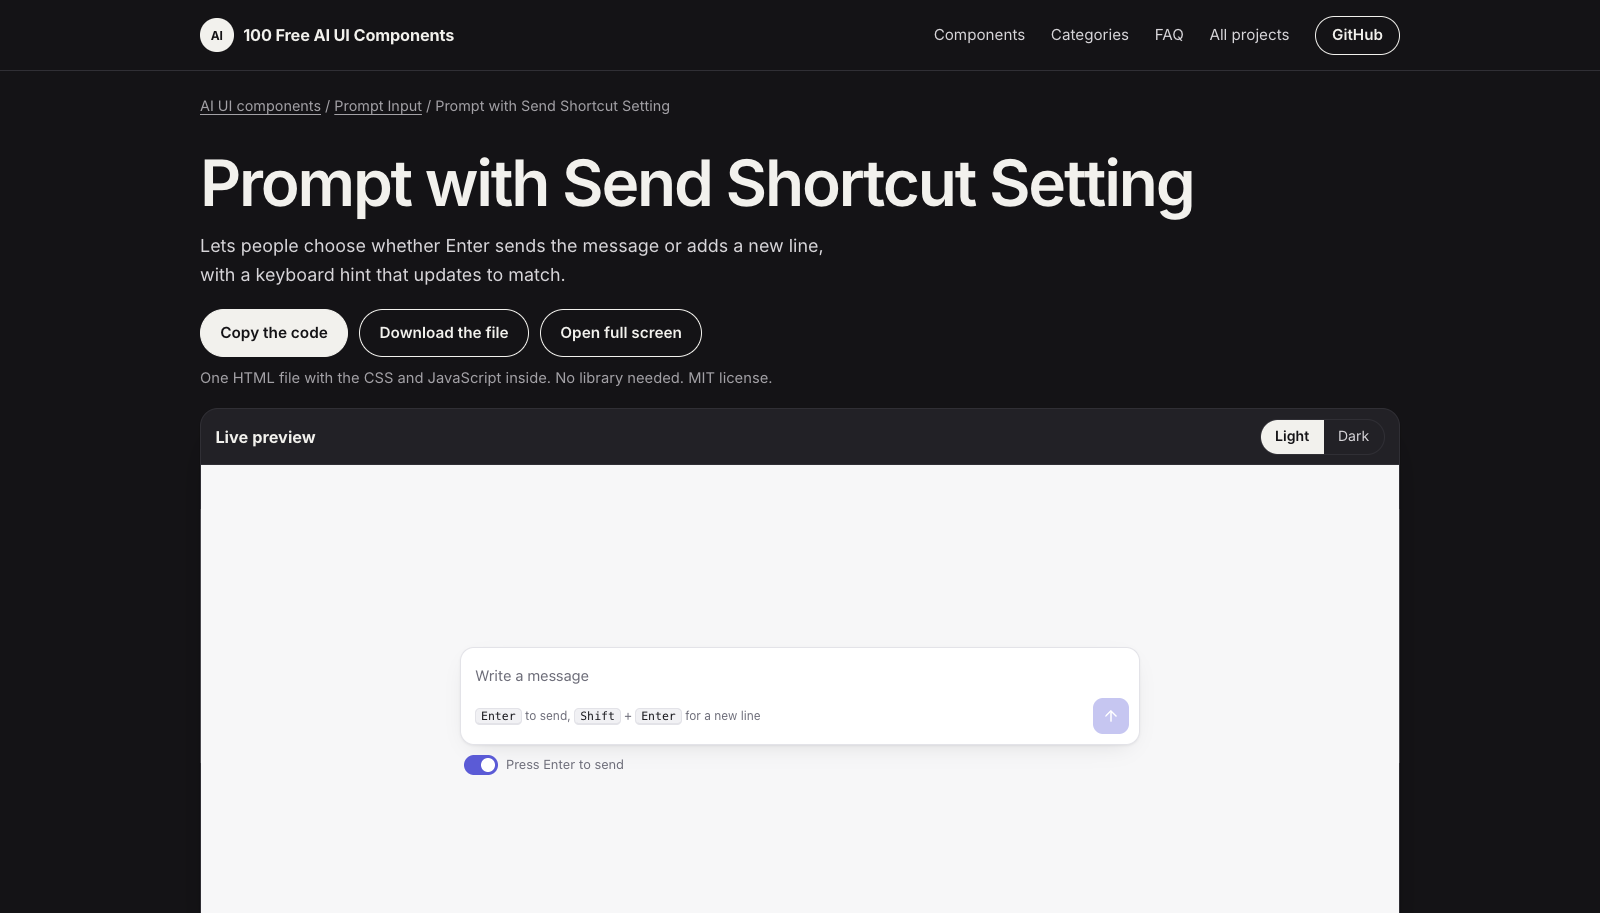 AI 100 Free AI UI Components
Components Categories FAQ All projects GitHub
AI UI components / Prompt Input / Prompt with Send Shortcut Setting
Prompt with Send Shortcut Setting
Lets people choose whether Enter sends the message or adds a new line,
with a keyboard hint that updates to match.
Copy the code Download the file Open full screen
One HTML file with the CSS and JavaScript inside. No library needed. MIT license.
Live preview Light Dark
Write a message
Enter to send, Shift + Enter for a new line
Press Enter to send